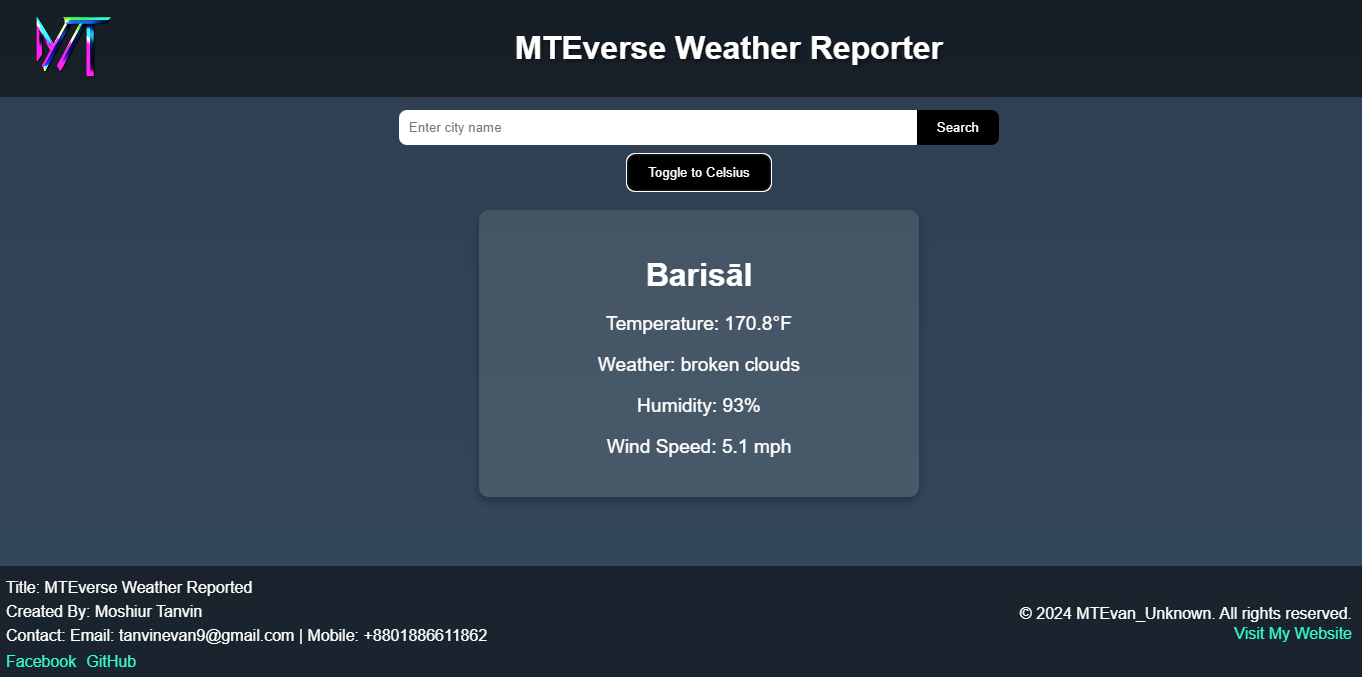 MT
MTEverse Weather Reporter
Enter city name
Search
Toggle to Celsius
Barisāl
Temperature: 170.8°F
Weather: broken clouds
Humidity: 93%
Wind Speed: 5.1 mph
Title: MTEverse Weather Reported
Created By: Moshiur Tanvin
Contact: Email: tanvinevan9@gmail.com | Mobile: +8801886611862
Facebook GitHub
© 2024 MTEvan_Unknown. All rights reserved.
Visit My Website